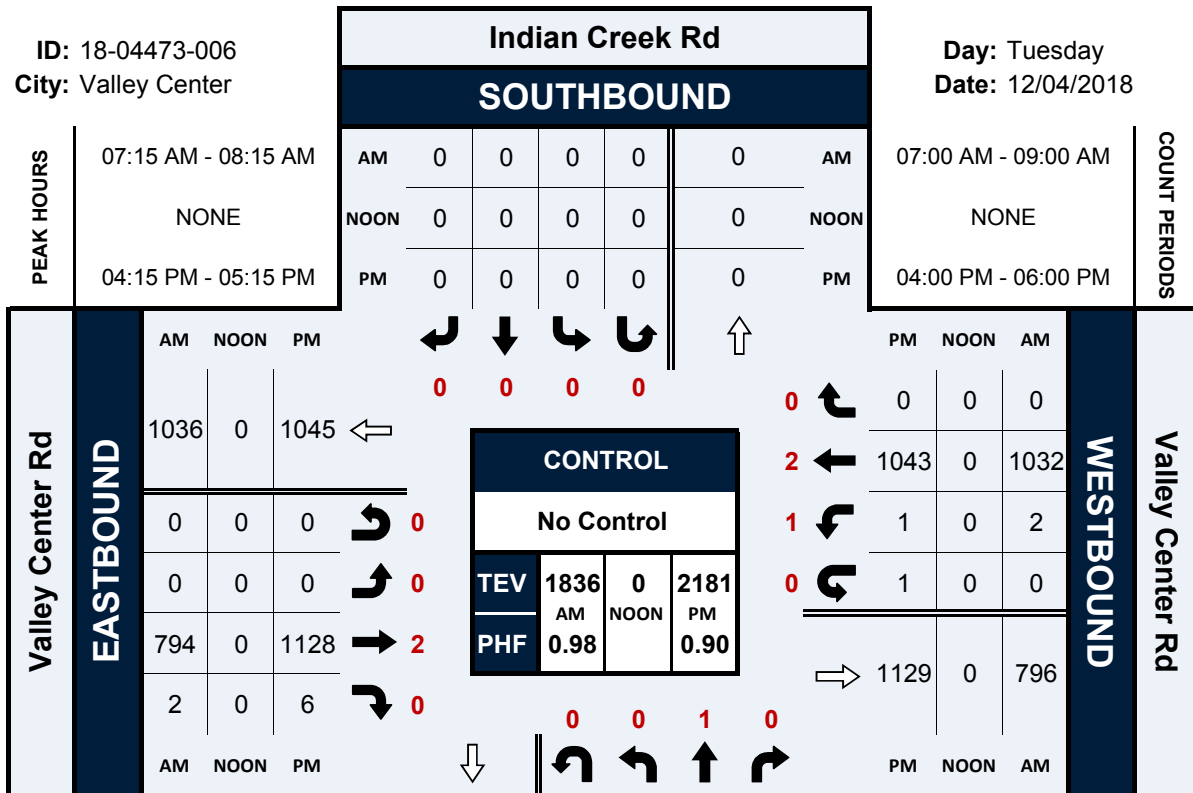 ID: 18-04473-006
City: Valley Center
Indian Creek Rd
SOUTHBOUND
Day: Tuesday
Date: 12/04/2018
PEAK HOURS
07:15 AM - 08:15 AM
NONE
04:15 PM - 05:15 PM
AM 0 0 0 0 0 AM
NOON 0 0 0 0 0 NOON
PM 0 0 0 0 0 PM
07:00 AM - 09:00 AM
NONE
04:00 PM - 06:00 PM
COUNT PERIODS
0 0 0 0
Valley Center Rd
EASTBOUND
AM NOON PM
1036 0 1045
0 0 0 0
0 0 0 0
794 0 1128 2
2 0 6 0
AM NOON PM
CONTROL
No Control
TEV 1836 0 2181
AM NOON PM
PHF 0.98 0.90
PM NOON AM
0 0 0 0
2 1043 0 1032
1 1 0 2
0 1 0 0
1129 0 796
PM NOON AM
WESTBOUND
Valley Center Rd
0 0 1 0